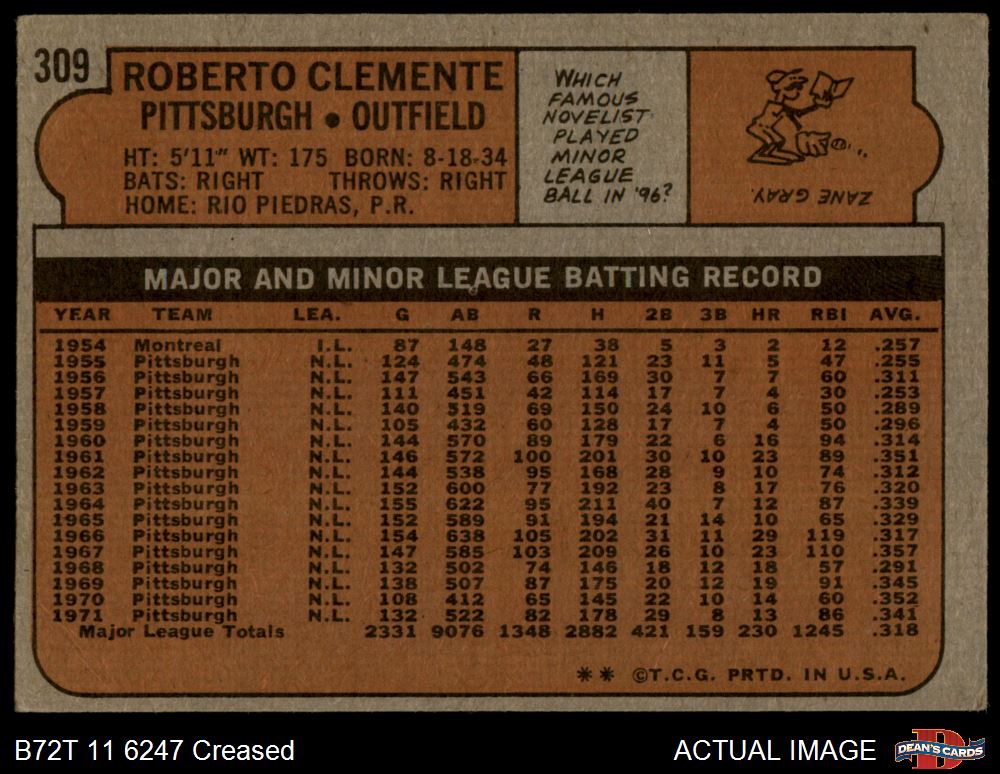 309
ROBERTO CLEMENTE
PITTSBURGH • OUTFIELD
HT: 5'11" WT: 175 BORN: 8-18-34
BATS: RIGHT THROWS: RIGHT
HOME: RIO PIEDRAS, P.R.
WHICH
FAMOUS
NOVELIST
PLAYED
MINOR
LEAGUE
BALL IN '96?
ZANE GRAY.
MAJOR AND MINOR LEAGUE BATTING RECORD
YEAR TEAM LEA. G AB R H 2B 3B HR RBI AVG.
1954 Montreal I.L. 87 148 27 38 5 3 2 12 .257
1955 Pittsburgh N.L. 124 474 48 121 23 11 5 47 .255
1956 Pittsburgh N.L. 147 543 66 169 30 7 7 60 .311
1957 Pittsburgh N.L. 111 451 42 114 17 7 4 30 .253
1958 Pittsburgh N.L. 140 519 69 150 24 10 6 50 .289
1959 Pittsburgh N.L. 105 432 60 128 17 7 4 50 .296
1960 Pittsburgh N.L. 144 570 89 179 22 6 16 94 .314
1961 Pittsburgh N.L. 146 572 100 201 30 10 23 89 .351
1962 Pittsburgh N.L. 144 538 95 168 28 9 10 74 .312
1963 Pittsburgh N.L. 152 600 77 192 23 8 17 76 .320
1964 Pittsburgh N.L. 155 622 95 211 40 7 12 87 .339
1965 Pittsburgh N.L. 152 589 91 194 21 14 10 65 .329
1966 Pittsburgh N.L. 154 638 105 202 31 11 29 119 .317
1967 Pittsburgh N.L. 147 585 103 209 26 10 23 110 .357
1968 Pittsburgh N.L. 132 502 74 146 18 12 18 57 .291
1969 Pittsburgh N.L. 138 507 87 175 20 12 19 91 .345
1970 Pittsburgh N.L. 108 412 65 145 22 10 14 60 .352
1971 Pittsburgh N.L. 132 522 82 178 29 8 13 86 .341
Major League Totals 2331 9076 1348 2882 421 159 230 1245 .318
** ©T.C.G. PRTD. IN U.S.A.
B72T 11 6247 Creased
ACTUAL IMAGE
D
DEAN'S CARDS